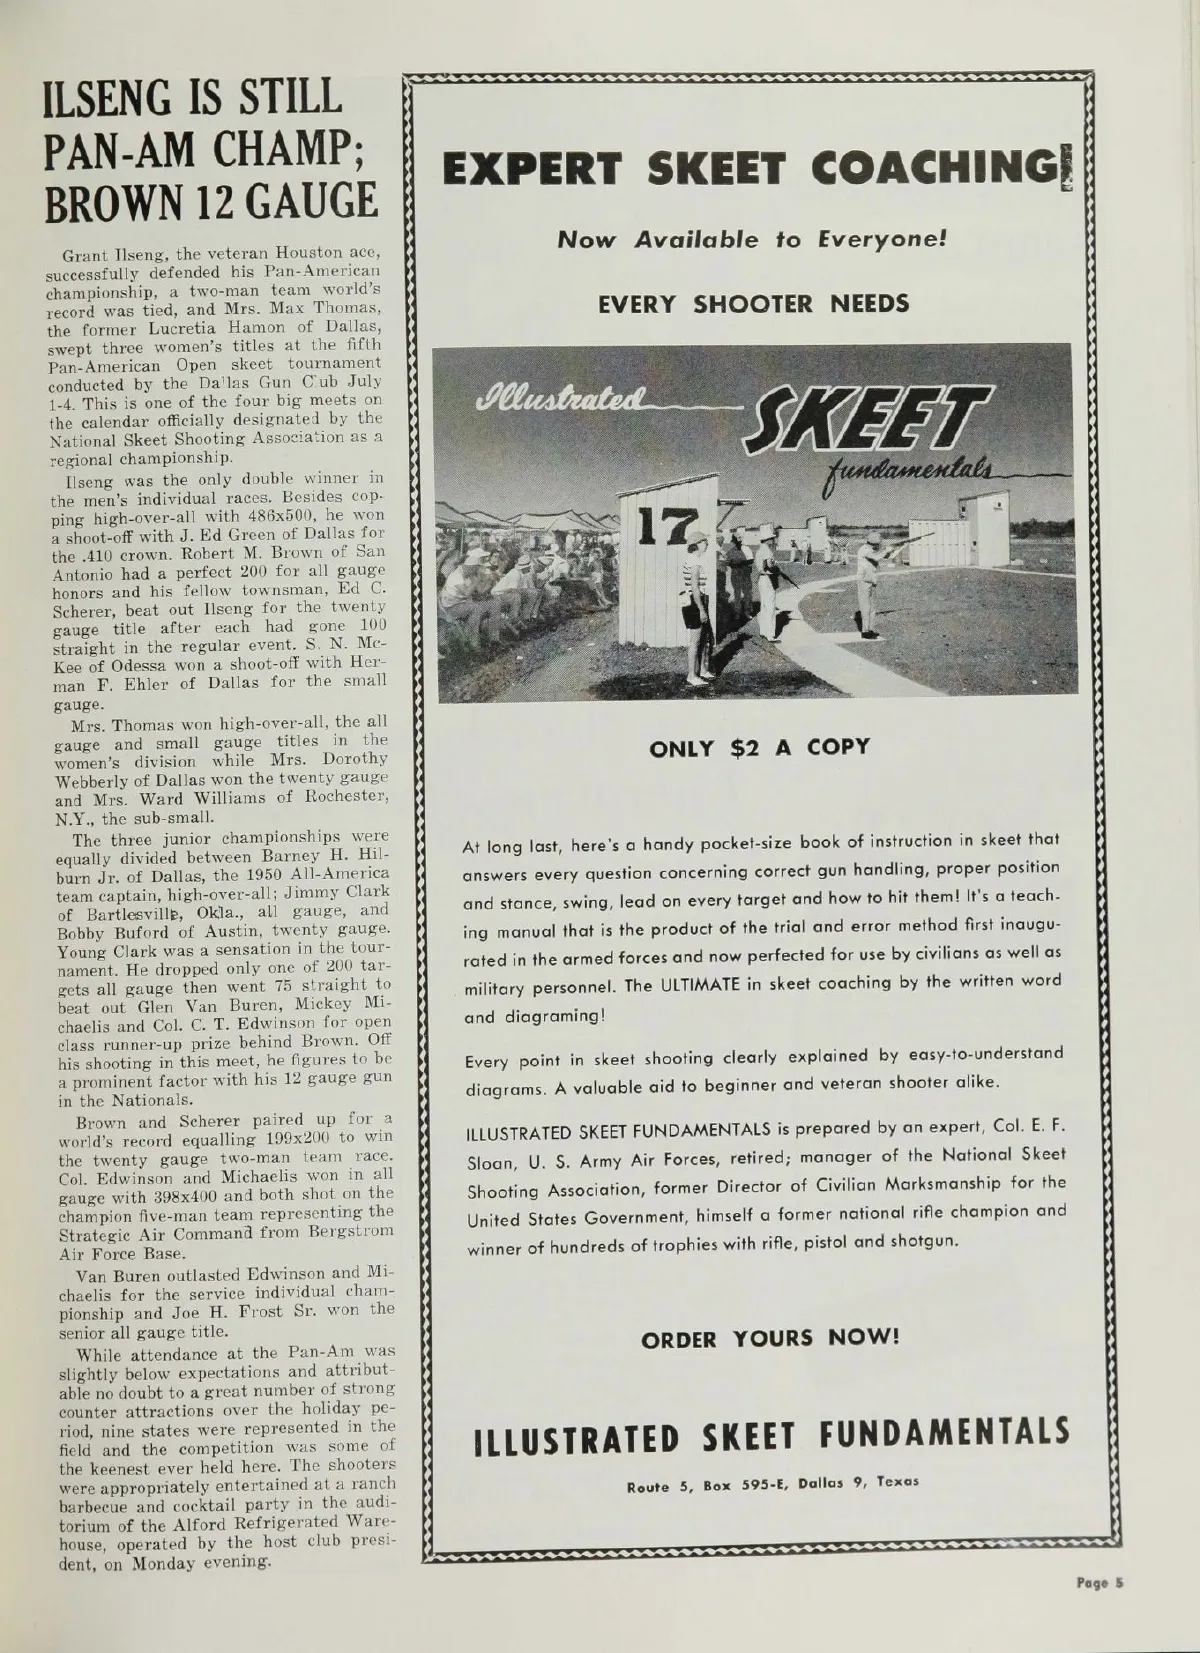 ILSENG IS STILL
PAN-AM CHAMP;
BROWN 12 GAUGE
Grant Ilseng, the veteran Houston ace,
successfully defended his Pan-American
championship, a two-man team world's
record was tied, and Mrs. Max Thomas,
the former Lucretia Hamon of Dallas,
swept three women's titles at the fifth
Pan-American Open skeet tournament
conducted by the Dallas Gun Club July
1-4. This is one of the four big meets on
the calendar officially designated by the
National Skeet Shooting Association as a
regional championship.
Ilseng was the only double winner in
the men's individual races. Besides cop-
ping high-over-all with 486x500, he won
a shoot-off with J. Ed Green of Dallas for
the .410 crown. Robert M. Brown of San
Antonio had a perfect 200 for all gauge
honors and his fellow townsman, Ed C.
Scherer, beat out Ilseng for the twenty
gauge title after each had gone 100
straight in the regular event. S. N. Mc-
Kee of Odessa won a shoot-off with Her-
man F. Ehler of Dallas for the small
gauge.
Mrs. Thomas won high-over-all, the all
gauge and small gauge titles in the
women's division while Mrs. Dorothy
Webberly of Dallas won the twenty gauge
and Mrs. Ward Williams of Rochester,
N.Y., the sub-small.
The three junior championships were
equally divided between Barney H. Hil-
burn Jr. of Dallas, the 1950 All-America
team captain, high-over-all; Jimmy Clark
of Bartlesville, Okla., all gauge, and
Bobby Buford of Austin, twenty gauge.
Young Clark was a sensation in the tour-
nament. He dropped only one of 200 tar-
gets all gauge then went 75 straight to
beat out Glen Van Buren, Mickey Mi-
chaelis and Col. C. T. Edwinson for open
class runner-up prize behind Brown. Off
his shooting in this meet, he figures to be
a prominent factor with his 12 gauge gun
in the Nationals.
Brown and Scherer paired up for a
world's record equalling 199x200 to win
the twenty gauge two-man team race.
Col. Edwinson and Michaelis won in all
gauge with 398x400 and both shot on the
champion five-man team representing the
Strategic Air Command from Bergstrom
Air Force Base.
Van Buren outlasted Edwinson and Mi-
chaelis for the service individual cham-
pionship and Joe H. Frost Sr. won the
senior all gauge title.
While attendance at the Pan-Am was
slightly below expectations and attribut-
able no doubt to a great number of strong
counter attractions over the holiday pe-
riod, nine states were represented in the
field and the competition was some of
the keenest ever held here. The shooters
were appropriately entertained at a ranch
barbecue and cocktail party in the audi-
torium of the Alford Refrigerated Ware-
house, operated by the host club presi-
dent, on Monday evening.
EXPERT SKEET COACHING!
Now Available to Everyone!
EVERY SHOOTER NEEDS
Illustrated SKEET
fundamentals
17
ONLY $2 A COPY
At long last, here's a handy pocket-size book of instruction in skeet that
answers every question concerning correct gun handling, proper position
and stance, swing, lead on every target and how to hit them! It's a teach-
ing manual that is the product of the trial and error method first inaugu-
rated in the armed forces and now perfected for use by civilians as well as
military personnel. The ULTIMATE in skeet coaching by the written word
and diagraming!
Every point in skeet shooting clearly explained by easy-to-understand
diagrams. A valuable aid to beginner and veteran shooter alike.
ILLUSTRATED SKEET FUNDAMENTALS is prepared by an expert, Col. E. F.
Sloan, U. S. Army Air Forces, retired; manager of the National Skeet
Shooting Association, former Director of Civilian Marksmanship for the
United States Government, himself a former national rifle champion and
winner of hundreds of trophies with rifle, pistol and shotgun.
ORDER YOURS NOW!
ILLUSTRATED SKEET FUNDAMENTALS
Route 5, Box 595-E, Dallas 9, Texas
Page 5